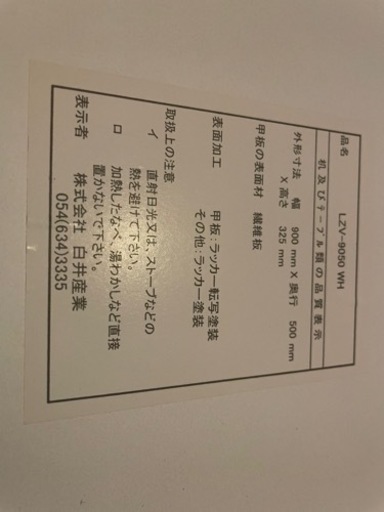 品名 LZV-9050 WH
机及びテーブル類の品質表示
外形寸法 幅 900 mm X 奥行 500 mm
X 高さ 325 mm
甲板の表面材 繊維板
表面加工 甲板:ラッカー転写塗装
その他:ラッカー塗装
取扱上の注意
イ 直射日光又は、ストーブなどの
熱を避けて下さい。
ロ 加熱したなべ、湯わかしなど直接
置かないで下さい。
表示者 株式会社 白井産業
054(634)3335